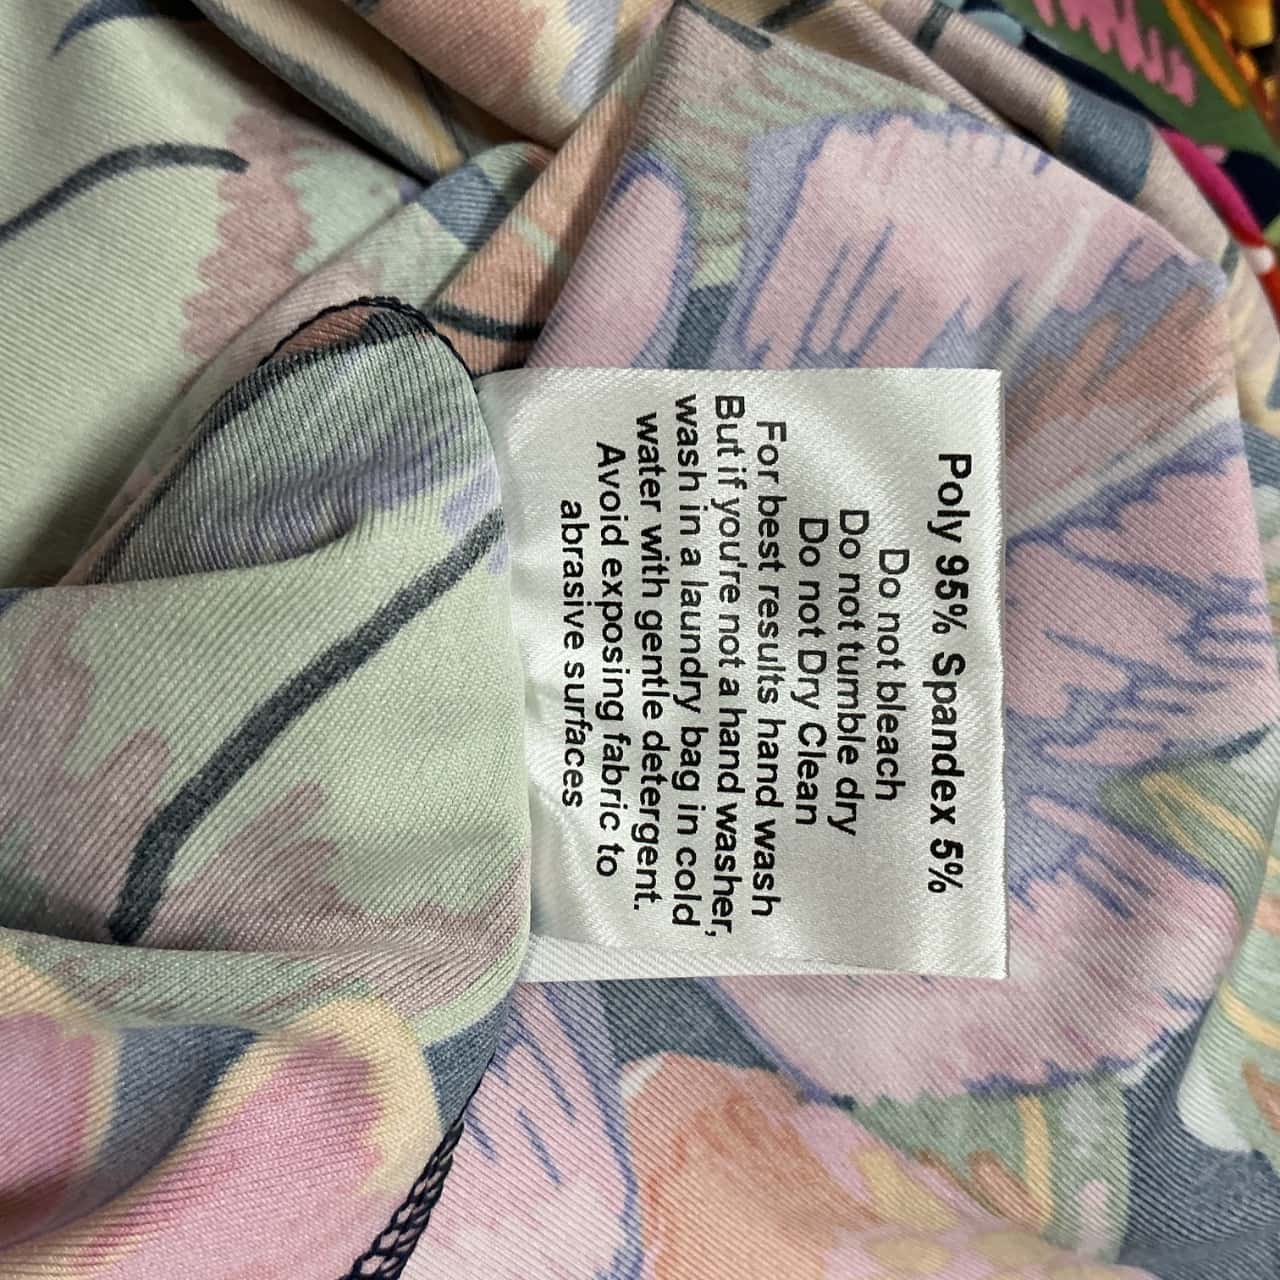 Poly 95% Spandex 5%
Do not bleach
Do not tumble dry
Do not Dry Clean
For best results hand wash
But if you're not a hand washer,
wash in a laundry bag in cold
water with gentle detergent.
Avoid exposing fabric to
abrasive surfaces